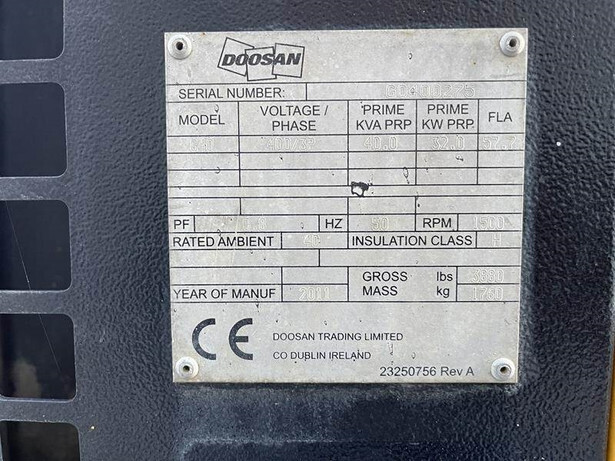 DOOSAN
SERIAL NUMBER:
MODEL VOLTAGE / PHASE PRIME KVA PRP PRIME KW PRP FLA
40.0 32.0 57.7
PF HZ 50 RPM 1500
RATED AMBIENT INSULATION CLASS H
GROSS MASS lbs
YEAR OF MANUF kg
CE DOOSAN TRADING LIMITED
CO DUBLIN IRELAND
23250756 Rev A